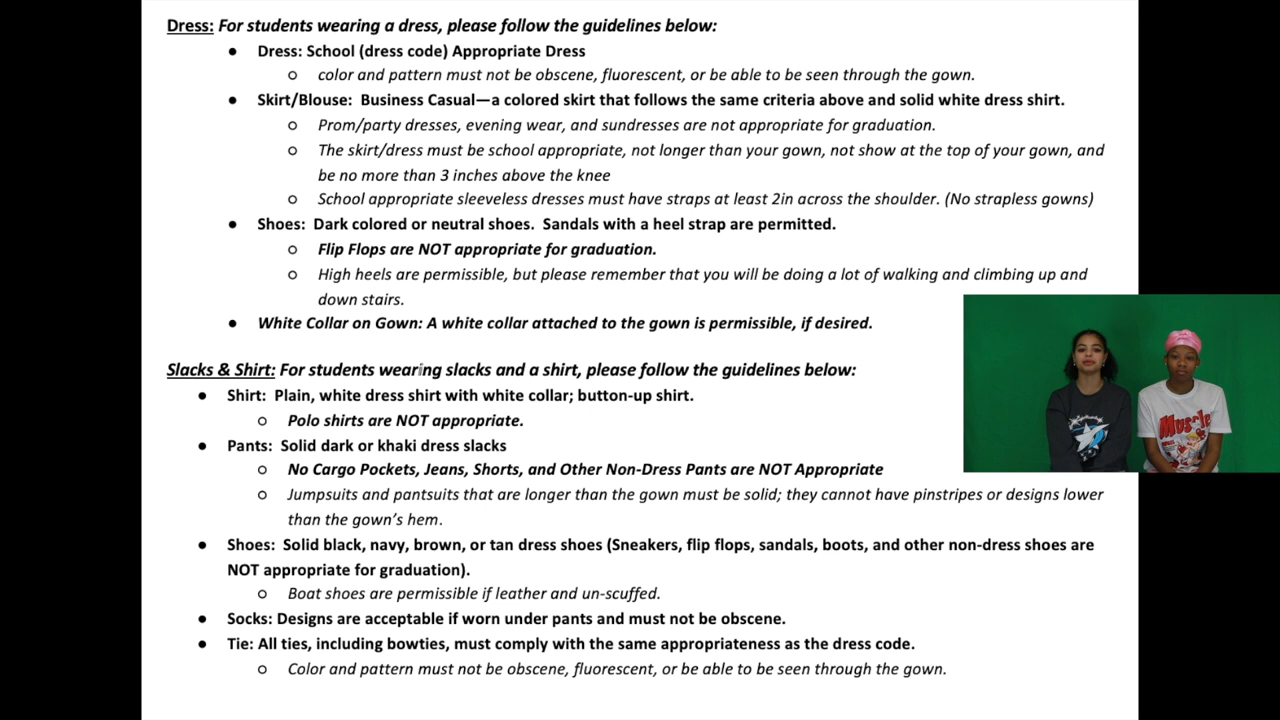 Dress: For students wearing a dress, please follow the guidelines below:
● Dress: School (dress code) Appropriate Dress
○ color and pattern must not be obscene, fluorescent, or be able to be seen through the gown.
● Skirt/Blouse: Business Casual—a colored skirt that follows the same criteria above and solid white dress shirt.
○ Prom/party dresses, evening wear, and sundresses are not appropriate for graduation.
○ The skirt/dress must be school appropriate, not longer than your gown, not show at the top of your gown, and
be no more than 3 inches above the knee
○ School appropriate sleeveless dresses must have straps at least 2in across the shoulder. (No strapless gowns)
● Shoes: Dark colored or neutral shoes. Sandals with a heel strap are permitted.
○ Flip Flops are NOT appropriate for graduation.
○ High heels are permissible, but please remember that you will be doing a lot of walking and climbing up and
down stairs.
● White Collar on Gown: A white collar attached to the gown is permissible, if desired.
Slacks & Shirt: For students wearing slacks and a shirt, please follow the guidelines below:
● Shirt: Plain, white dress shirt with white collar; button-up shirt.
○ Polo shirts are NOT appropriate.
● Pants: Solid dark or khaki dress slacks
○ No Cargo Pockets, Jeans, Shorts, and Other Non-Dress Pants are NOT Appropriate
○ Jumpsuits and pantsuits that are longer than the gown must be solid; they cannot have pinstripes or designs lower
than the gown's hem.
● Shoes: Solid black, navy, brown, or tan dress shoes (Sneakers, flip flops, sandals, boots, and other non-dress shoes are
NOT appropriate for graduation).
○ Boat shoes are permissible if leather and un-scuffed.
● Socks: Designs are acceptable if worn under pants and must not be obscene.
● Tie: All ties, including bowties, must comply with the same appropriateness as the dress code.
○ Color and pattern must not be obscene, fluorescent, or be able to be seen through the gown.
Muscle